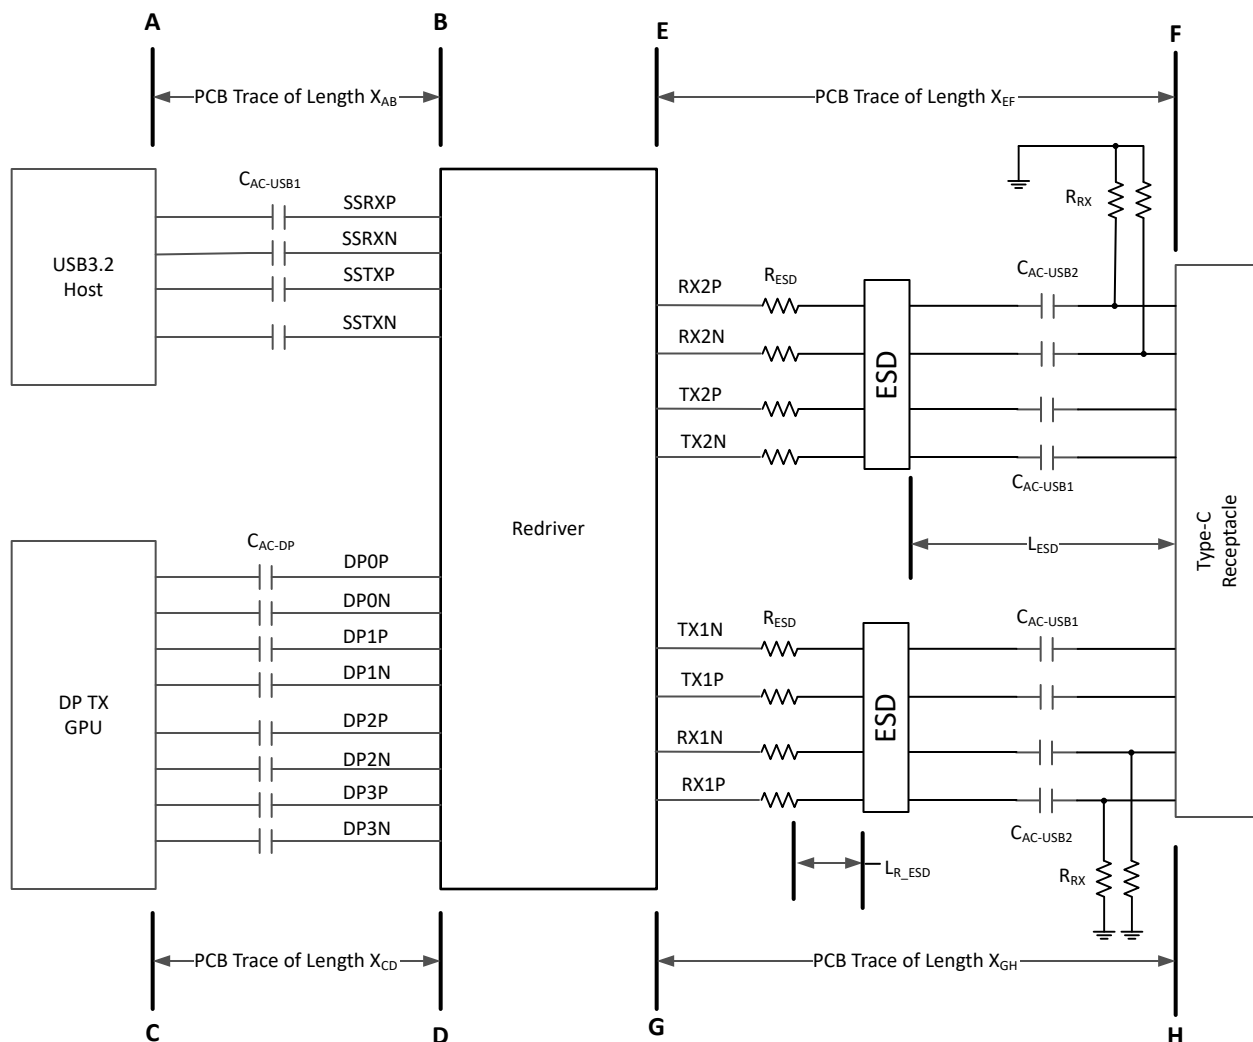 A
B
E
F
PCB Trace of Length XAB
PCB Trace of Length XEF
CAC-USB1
SSRXP
SSRXN
SSTXP
SSTXN
USB3.2
Host
RRX
RX2P
RESD
CAC-USB2
RX2N
TX2P
TX2N
ESD
CAC-USB1
Redriver
LESD
Type-C
Receptacle
CAC-DP
DP0P
DP0N
DP1P
DP1N
DP2P
DP2N
DP3P
DP3N
DP TX
GPU
TX1N
RESD
CAC-USB1
TX1P
RX1N
RX1P
ESD
CAC-USB2
LR_ESD
RRX
PCB Trace of Length XCD
PCB Trace of Length XGH
C
D
G
H